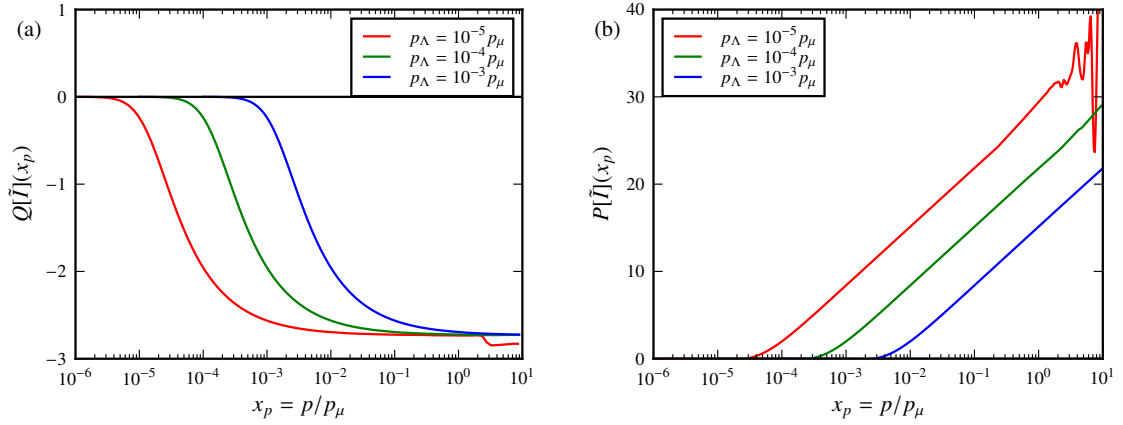 (a)
p_Λ = 10^−5 p_μ
p_Λ = 10^−4 p_μ
p_Λ = 10^−3 p_μ
1
0
−1
−2
−3
Q[Ĩ](x_p)
10^−6 10^−5 10^−4 10^−3 10^−2 10^−1 10^0 10^1
x_p = p/p_μ
(b)
p_Λ = 10^−5 p_μ
p_Λ = 10^−4 p_μ
p_Λ = 10^−3 p_μ
40
30
20
10
0
P[Ĩ](x_p)
10^−6 10^−5 10^−4 10^−3 10^−2 10^−1 10^0 10^1
x_p = p/p_μ